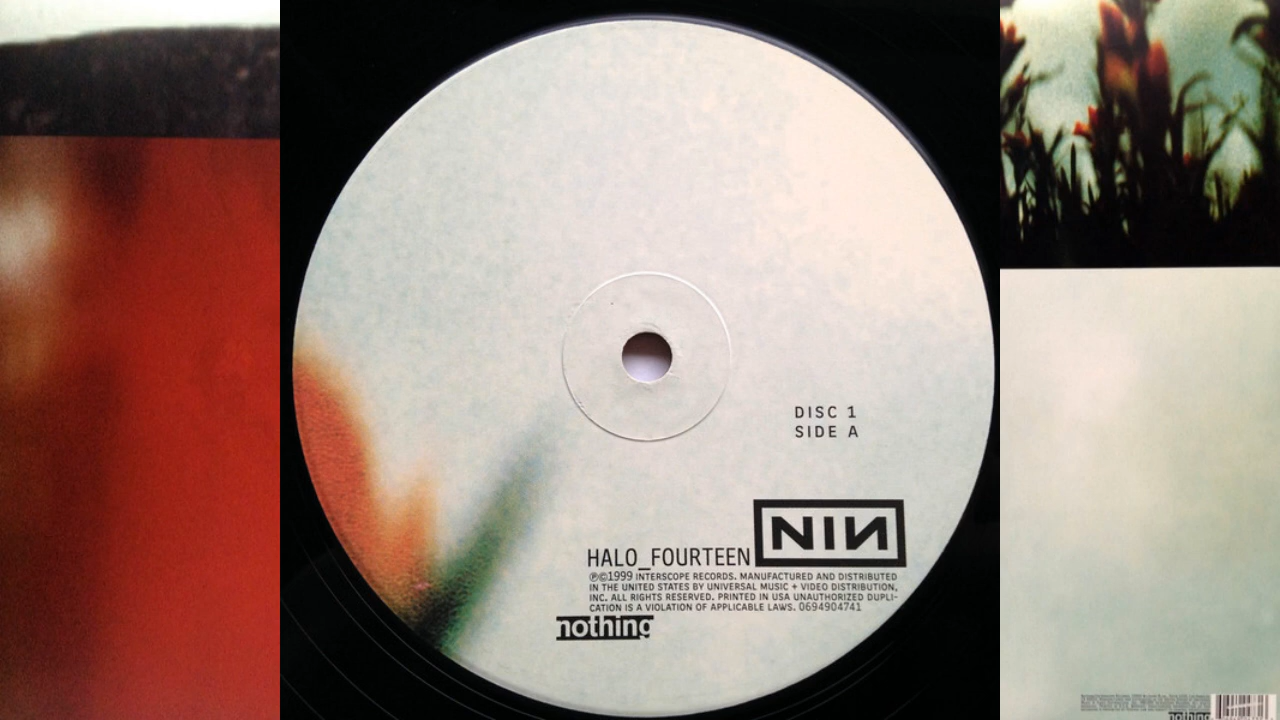 DISC 1
SIDE A
NIN
HALO_FOURTEEN
℗©1999 INTERSCOPE RECORDS. MANUFACTURED AND DISTRIBUTED
IN THE UNITED STATES BY UNIVERSAL MUSIC + VIDEO DISTRIBUTION,
INC. ALL RIGHTS RESERVED. PRINTED IN USA UNAUTHORIZED DUPLI-
CATION IS A VIOLATION OF APPLICABLE LAWS. 0694904741
nothing
nothing